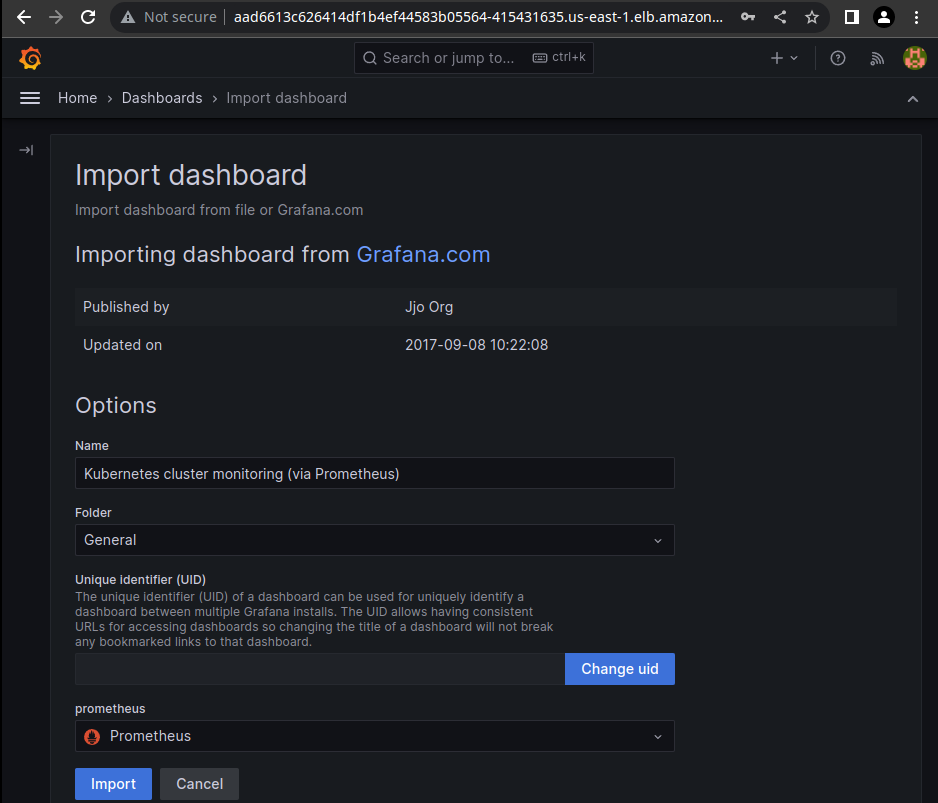 Not secure aad6613c626414df1b4ef44583b05564-415431635.us-east-1.elb.amazon...
Search or jump to... ctrl+k
Home › Dashboards › Import dashboard
Import dashboard
Import dashboard from file or Grafana.com
Importing dashboard from Grafana.com
Published by Jjo Org
Updated on 2017-09-08 10:22:08
Options
Name
Kubernetes cluster monitoring (via Prometheus)
Folder
General
Unique identifier (UID)
The unique identifier (UID) of a dashboard can be used for uniquely identify a
dashboard between multiple Grafana installs. The UID allows having consistent
URLs for accessing dashboards so changing the title of a dashboard will not break
any bookmarked links to that dashboard.
Change uid
prometheus
Prometheus
Import Cancel